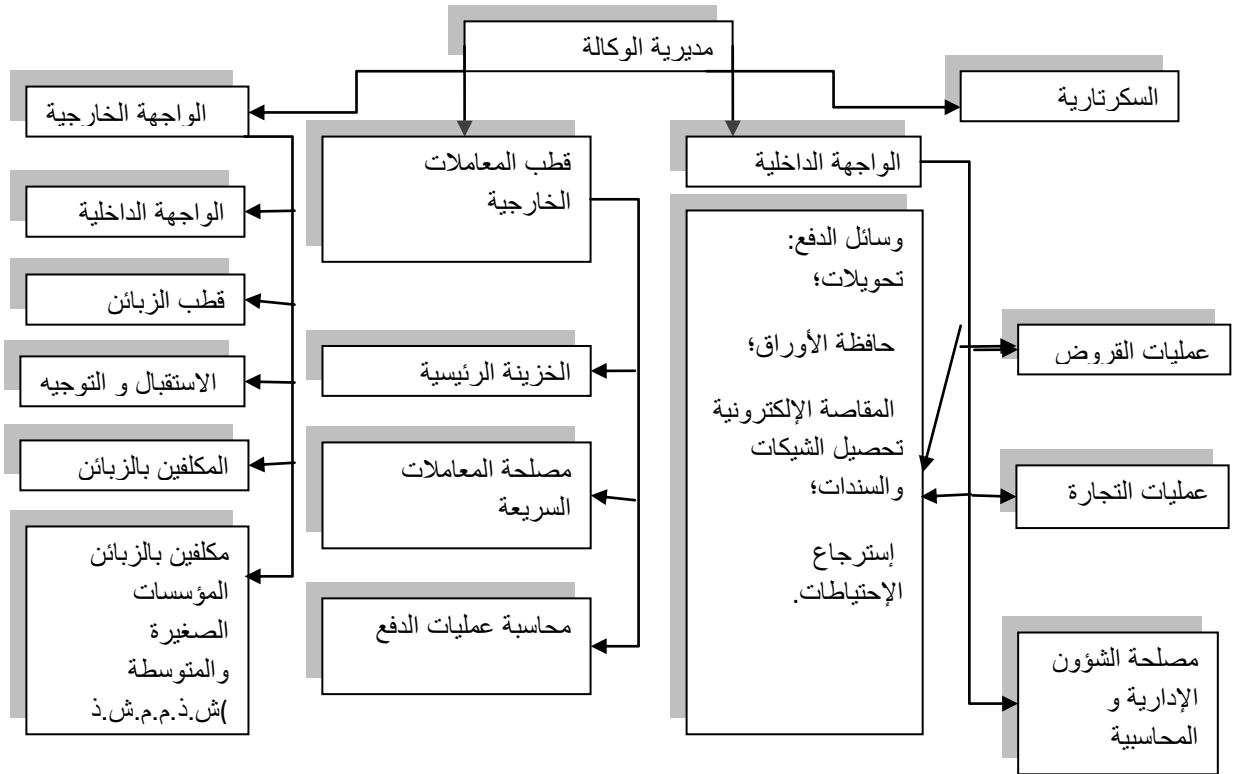 مديرية الوكالة
السكرتارية
الواجهة الخارجية
قطب المعاملات
الخارجية
الواجهة الداخلية
الواجهة الداخلية
قطب الزبائن
الاستقبال و التوجيه
المكلفين بالزبائن
مكلفين بالزبائن
المؤسسات
الصغيرة
والمتوسطة
(ش.ذ.م.م.ش.ذ
الخزينة الرئيسية
مصلحة المعاملات
السريعة
محاسبة عمليات الدفع
وسائل الدفع:
تحويلات؛
حافظة الأوراق؛
المقاصة الإلكترونية
تحصيل الشيكات
والسندات؛
إسترجاع
الإحتياطات.
عمليات القروض
عمليات التجارة
مصلحة الشؤون
الإدارية و
المحاسبية